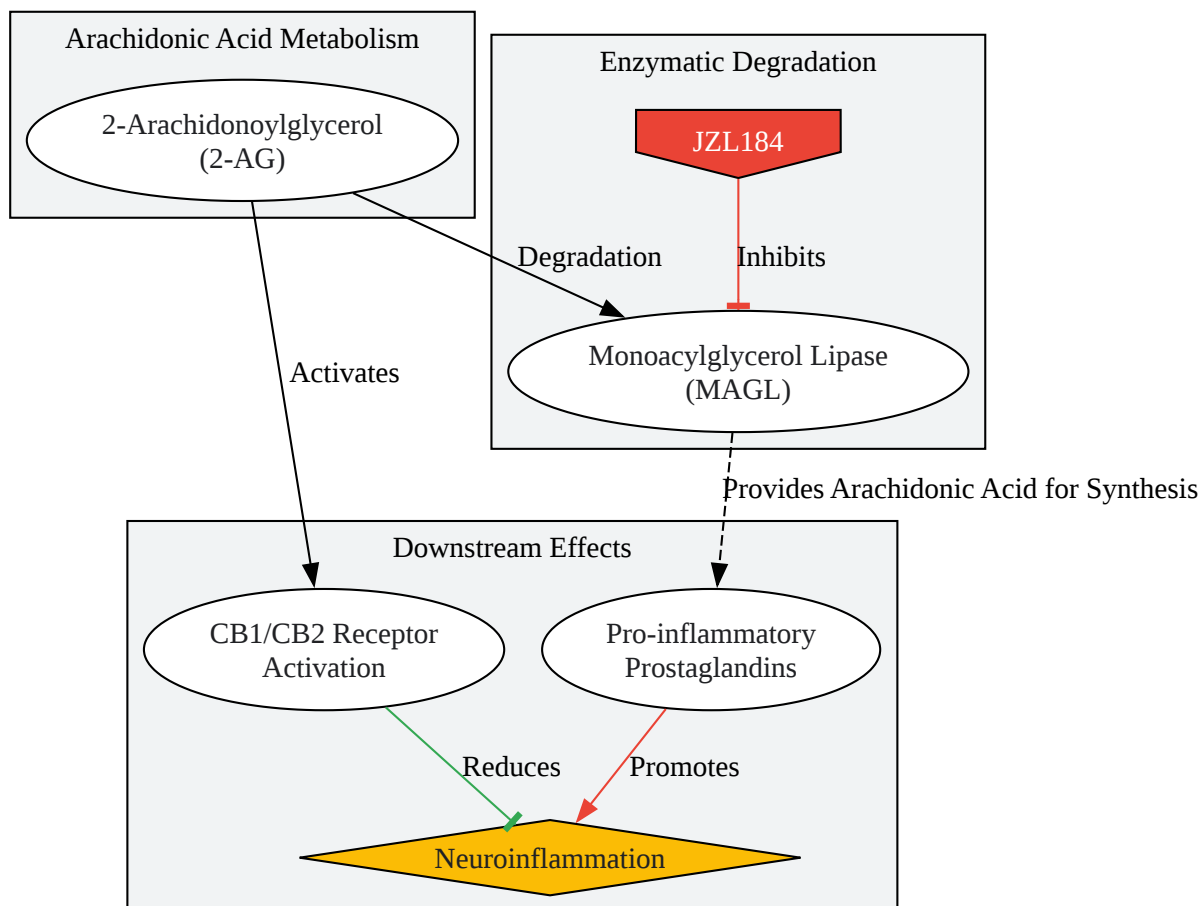 Arachidonic Acid Metabolism
2-Arachidonoylglycerol
(2-AG)
Enzymatic Degradation
JZL184
Degradation
Inhibits
Monoacylglycerol Lipase
(MAGL)
Activates
Provides Arachidonic Acid for Synthesis
Downstream Effects
CB1/CB2 Receptor
Activation
Pro-inflammatory
Prostaglandins
Reduces
Promotes
Neuroinflammation